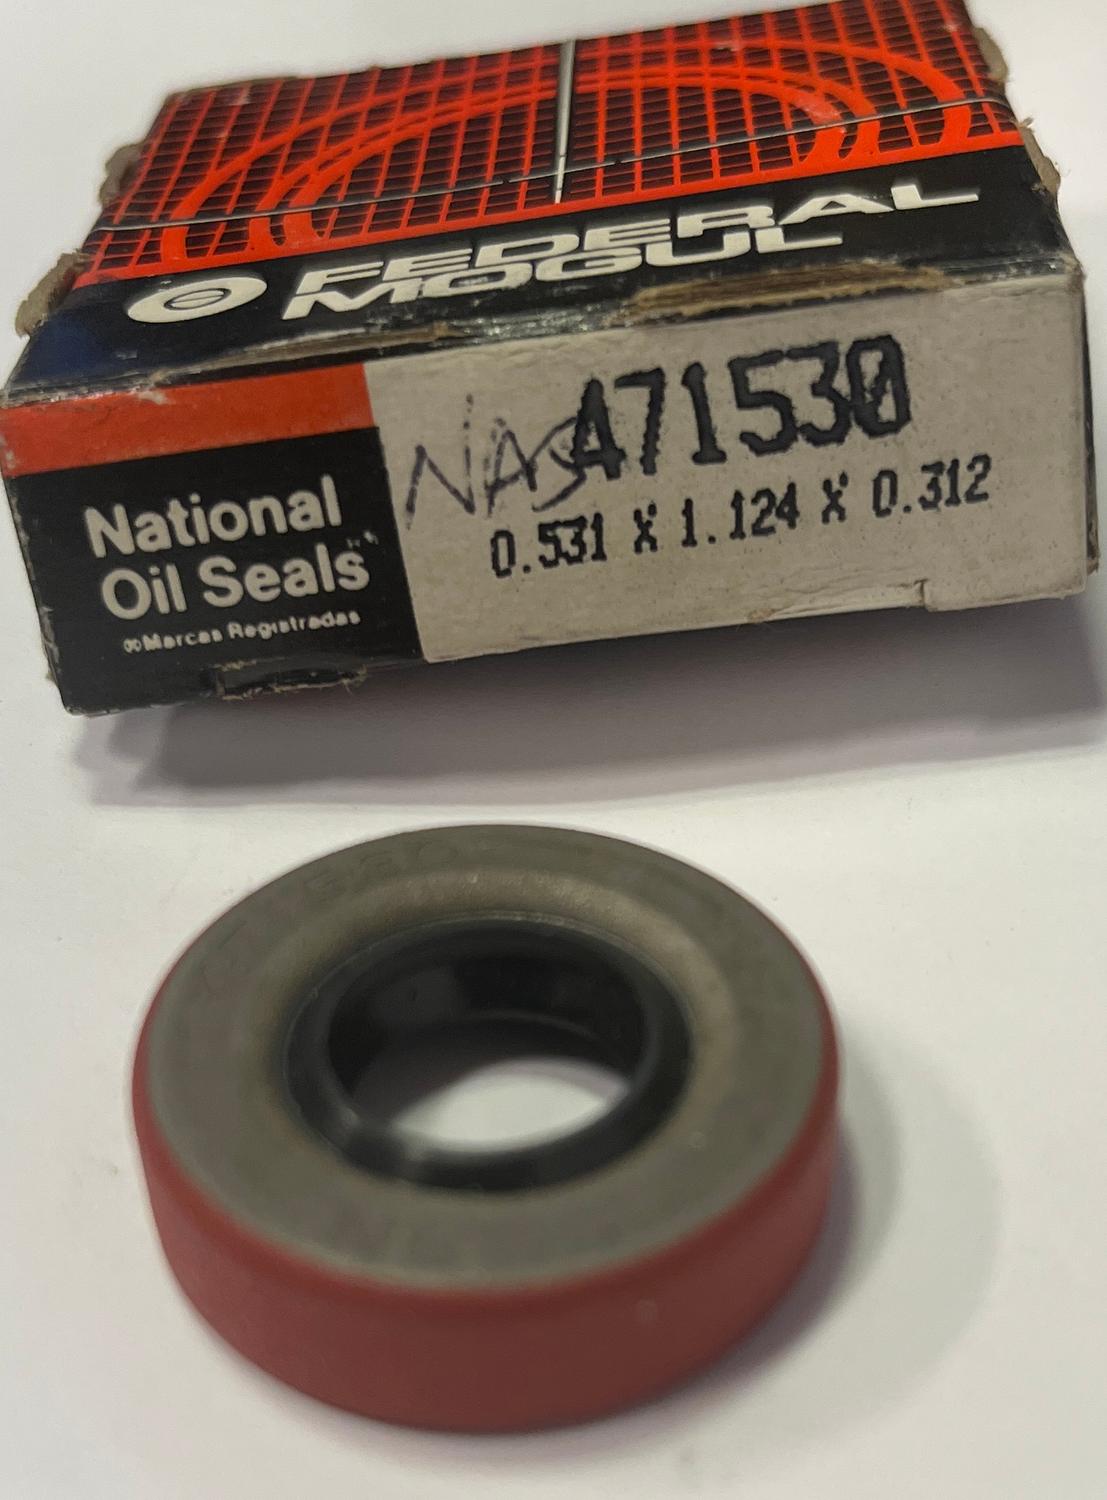 FEDERAL
MOGUL
National
Oil Seals
Marcas Registradas
NAS
471530
0.531 X 1.124 X 0.312